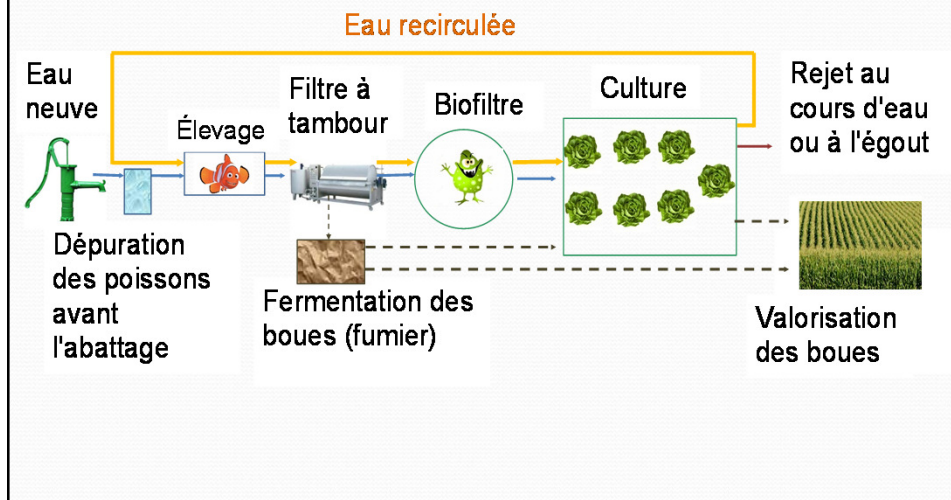 Eau recirculée
Eau
neuve
Élevage
Filtre à
tambour
Biofiltre
Culture
Rejet au
cours d'eau
ou à l'égout
Dépuration
des poissons
avant
l'abattage
Fermentation des
boues (fumier)
Valorisation
des boues